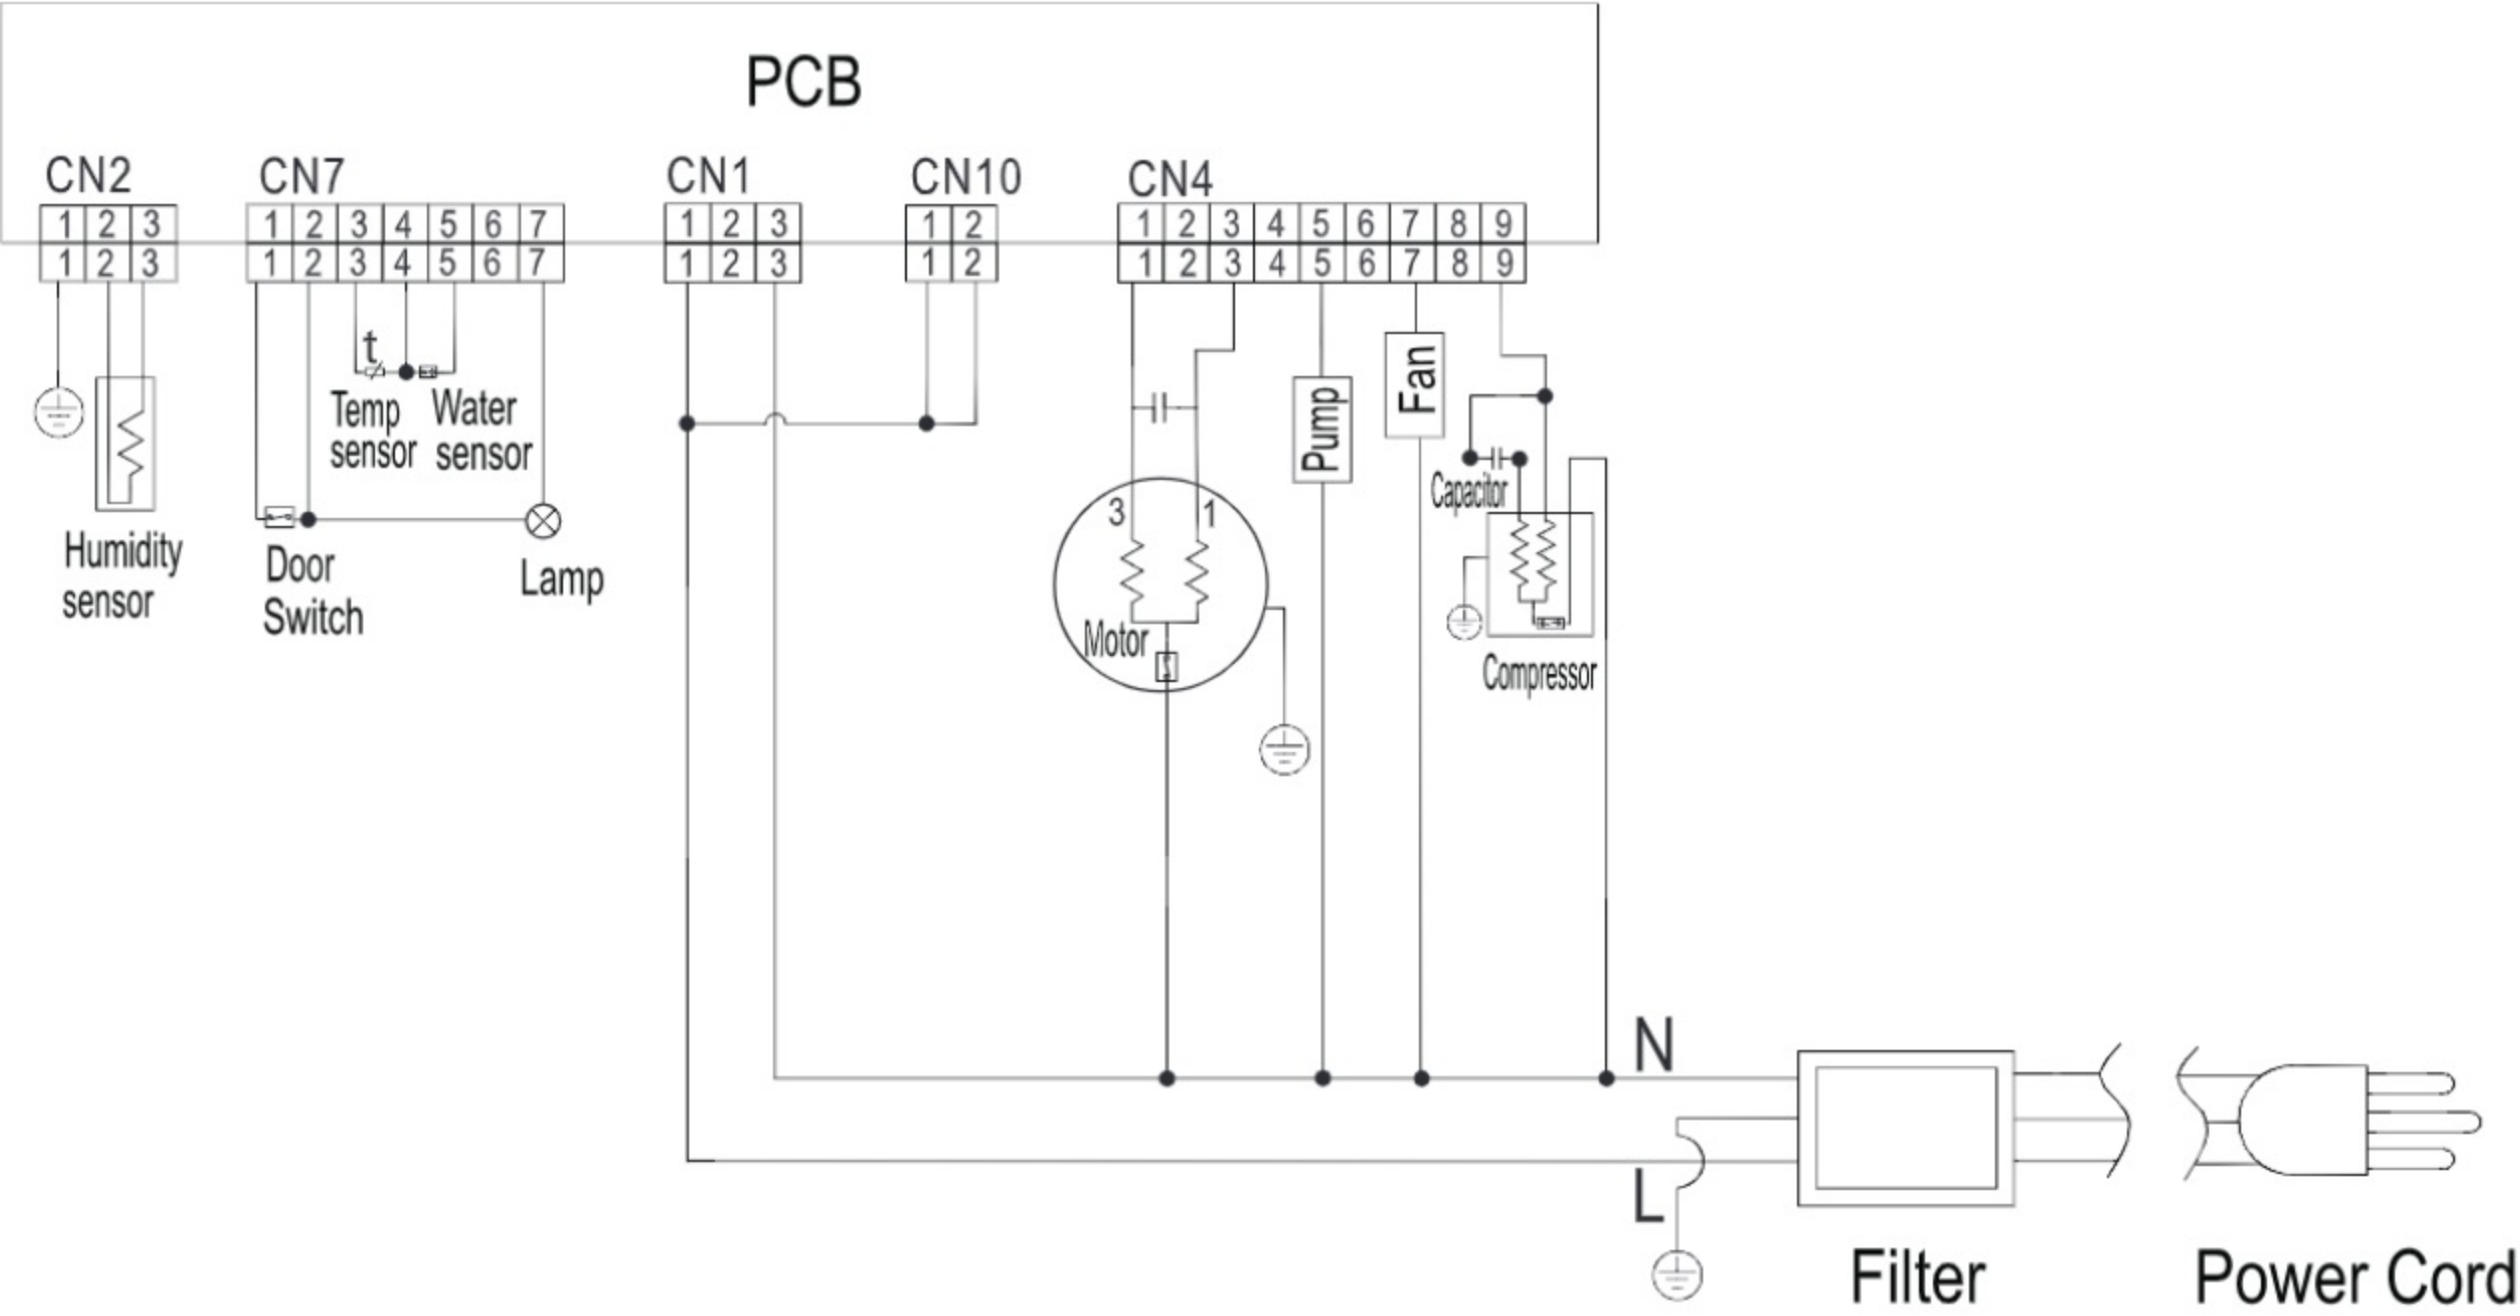 PCB
CN2 CN7 CN1 CN10 CN4
1 2 3 1 2 3 4 5 6 7 1 2 3 1 2 1 2 3 4 5 6 7 8 9
1 2 3 1 2 3 4 5 6 7 1 2 3 1 2 1 2 3 4 5 6 7 8 9
t
Temp
sensor
Water
sensor
Humidity
sensor
Door
Switch
Lamp
3 1
Motor
Pump
Fan
Capacitor
Compressor
N
L
Filter
Power Cord